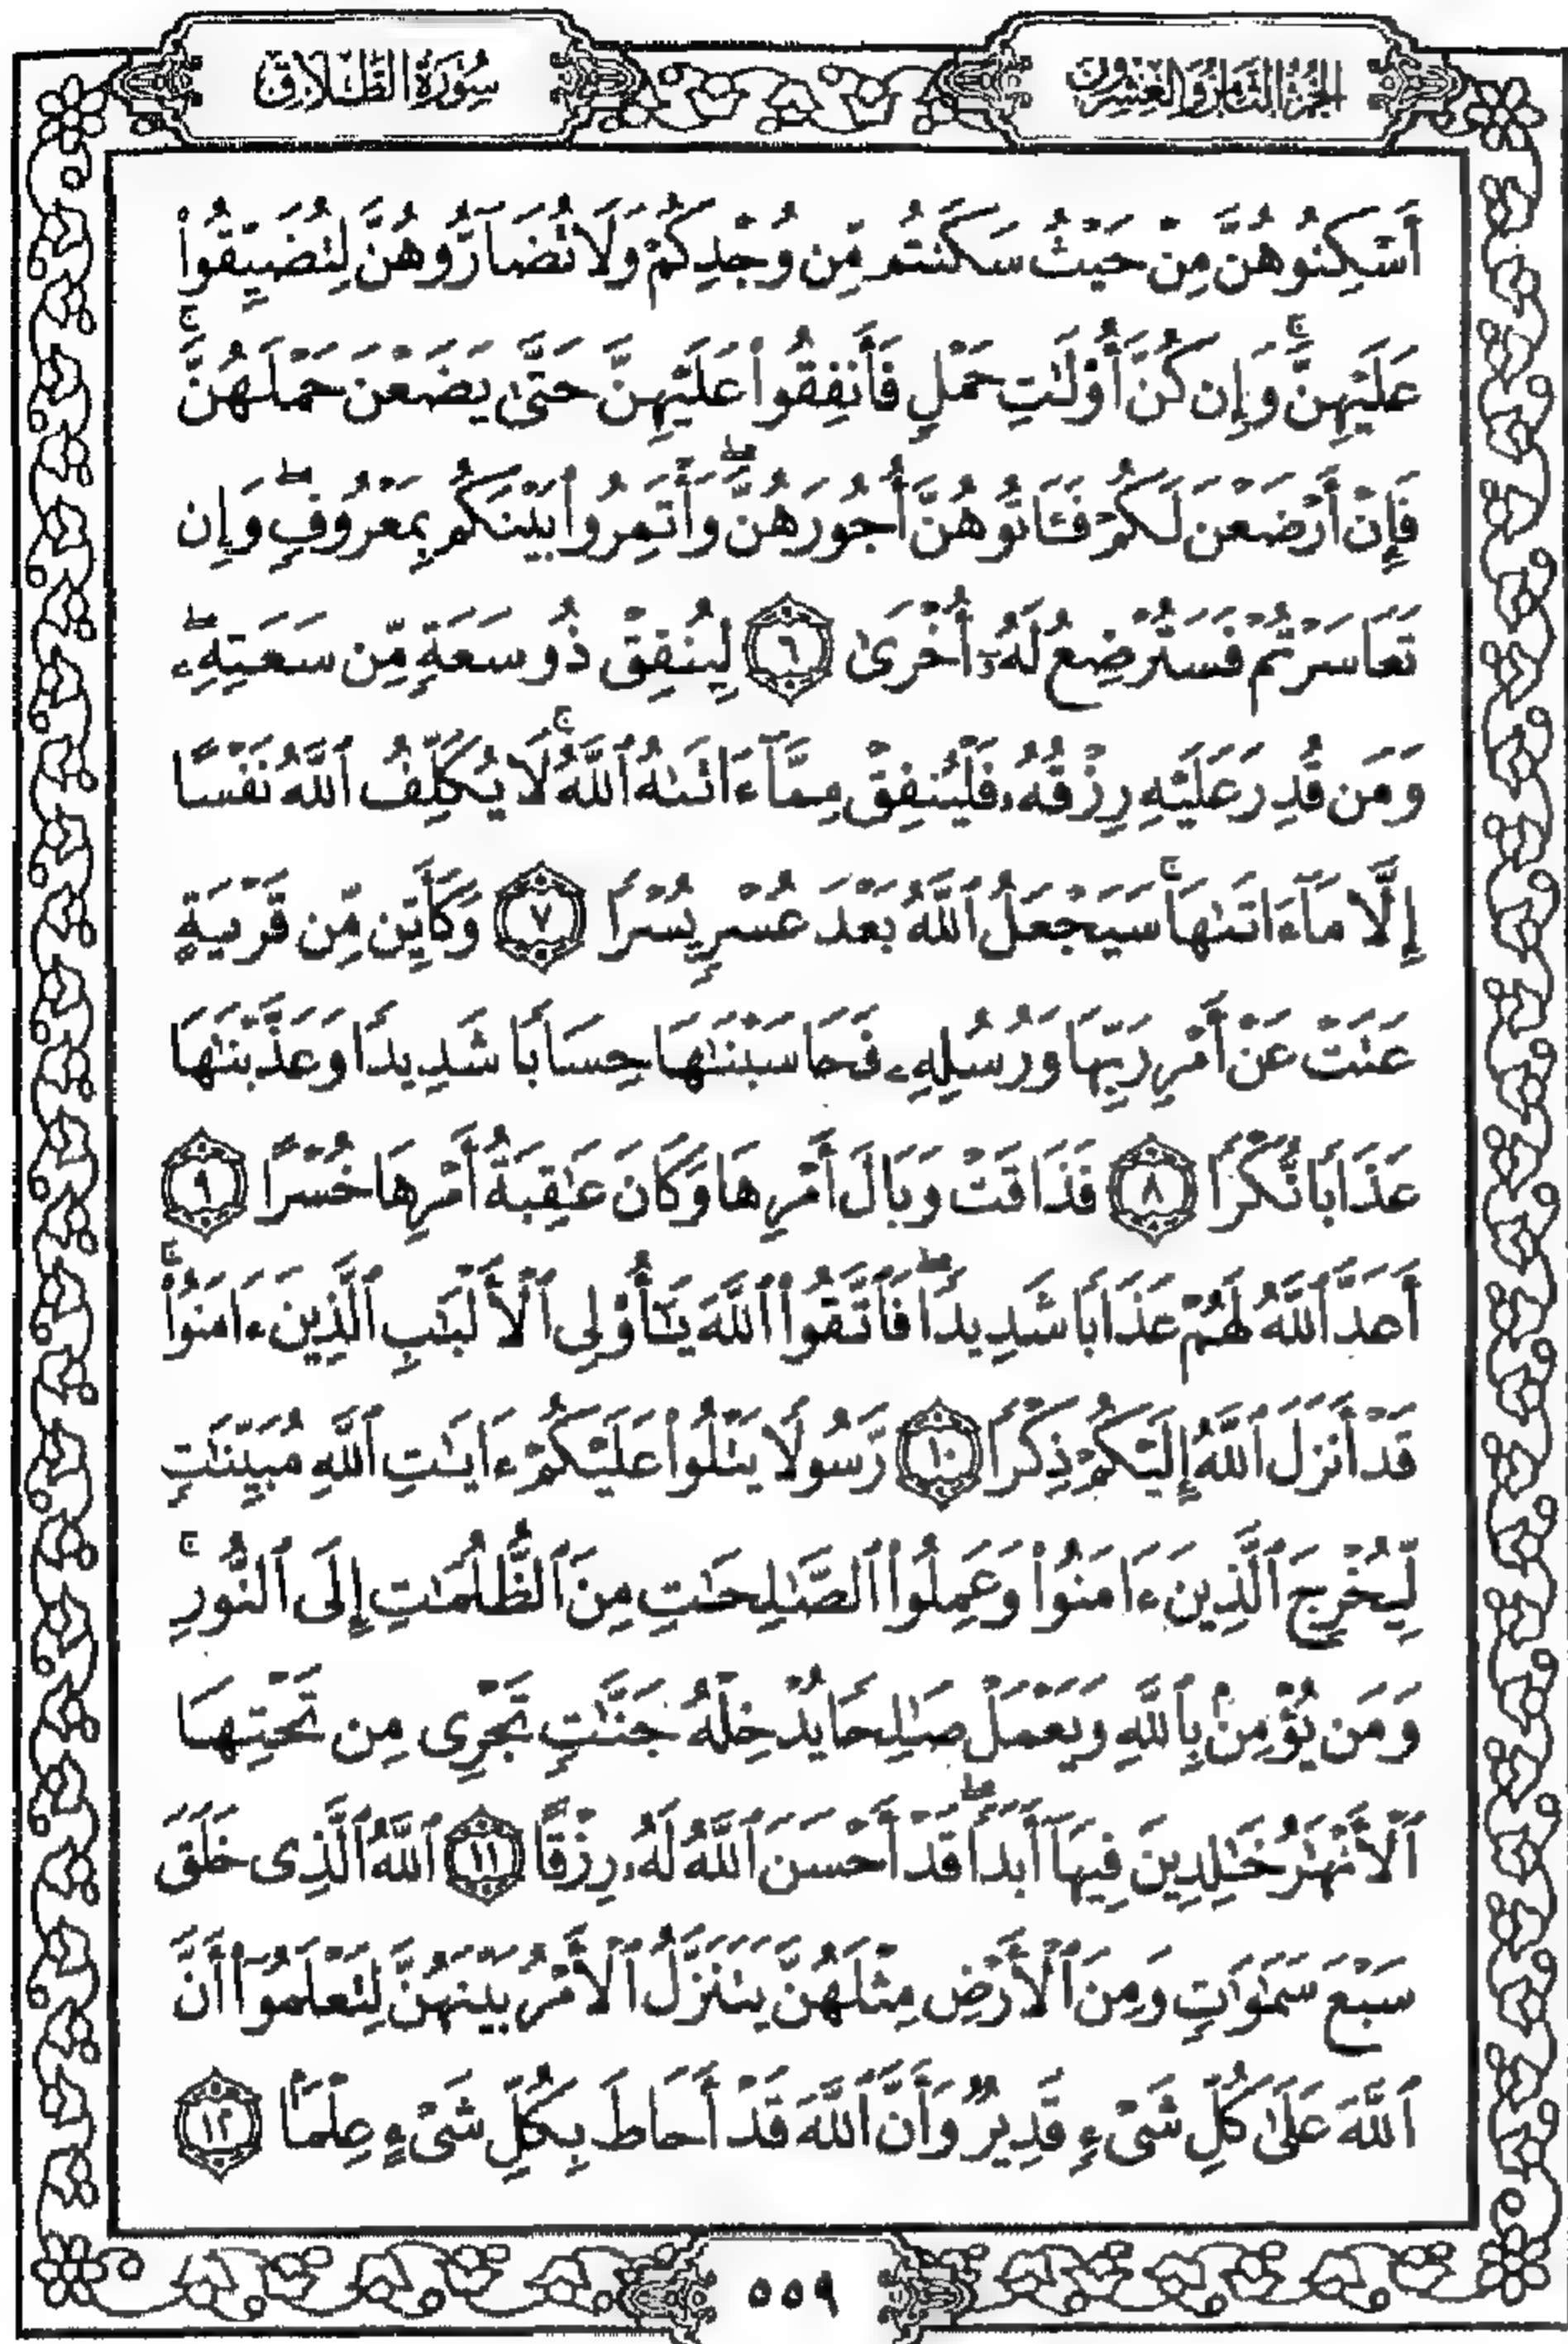 الجزء الثامن والعشرون
سُورَةُ الطَّلَاقِ
أَسْكِنُوهُنَّ مِنْ حَيْثُ سَكَنتُم مِّن وُجْدِكُمْ وَلَا تُضَآرُّوهُنَّ لِتُضَيِّقُوا۟
عَلَيْهِنَّ ۚ وَإِن كُنَّ أُو۟لَـٰتِ حَمْلٍ فَأَنفِقُوا۟ عَلَيْهِنَّ حَتَّىٰ يَضَعْنَ حَمْلَهُنَّ ۚ
فَإِنْ أَرْضَعْنَ لَكُمْ فَـَٔاتُوهُنَّ أُجُورَهُنَّ ۖ وَأْتَمِرُوا۟ بَيْنَكُم بِمَعْرُوفٍ ۖ وَإِن
تَعَاسَرْتُمْ فَسَتُرْضِعُ لَهُۥٓ أُخْرَىٰ ٦ لِيُنفِقْ ذُو سَعَةٍ مِّن سَعَتِهِۦ ۖ
وَمَن قُدِرَ عَلَيْهِ رِزْقُهُۥ فَلْيُنفِقْ مِمَّآ ءَاتَىٰهُ ٱللَّهُ ۚ لَا يُكَلِّفُ ٱللَّهُ نَفْسًا
إِلَّا مَآ ءَاتَىٰهَا ۚ سَيَجْعَلُ ٱللَّهُ بَعْدَ عُسْرٍ يُسْرًا ٧ وَكَأَيِّن مِّن قَرْيَةٍ
عَتَتْ عَنْ أَمْرِ رَبِّهَا وَرُسُلِهِۦ فَحَاسَبْنَـٰهَا حِسَابًا شَدِيدًا وَعَذَّبْنَـٰهَا
عَذَابًا نُّكْرًا ٨ فَذَاقَتْ وَبَالَ أَمْرِهَا وَكَانَ عَـٰقِبَةُ أَمْرِهَا خُسْرًا ٩
أَعَدَّ ٱللَّهُ لَهُمْ عَذَابًا شَدِيدًا ۖ فَٱتَّقُوا۟ ٱللَّهَ يَـٰٓأُو۟لِى ٱلْأَلْبَـٰبِ ٱلَّذِينَ ءَامَنُوا۟ ۚ
قَدْ أَنزَلَ ٱللَّهُ إِلَيْكُمْ ذِكْرًا ١٠ رَّسُولًا يَتْلُوا۟ عَلَيْكُمْ ءَايَـٰتِ ٱللَّهِ مُبَيِّنَـٰتٍ
لِّيُخْرِجَ ٱلَّذِينَ ءَامَنُوا۟ وَعَمِلُوا۟ ٱلصَّـٰلِحَـٰتِ مِنَ ٱلظُّلُمَـٰتِ إِلَى ٱلنُّورِ ۚ
وَمَن يُؤْمِنۢ بِٱللَّهِ وَيَعْمَلْ صَـٰلِحًا يُدْخِلْهُ جَنَّـٰتٍ تَجْرِى مِن تَحْتِهَا
ٱلْأَنْهَـٰرُ خَـٰلِدِينَ فِيهَآ أَبَدًا ۖ قَدْ أَحْسَنَ ٱللَّهُ لَهُۥ رِزْقًا ١١ ٱللَّهُ ٱلَّذِى خَلَقَ
سَبْعَ سَمَـٰوَٰتٍ وَمِنَ ٱلْأَرْضِ مِثْلَهُنَّ يَتَنَزَّلُ ٱلْأَمْرُ بَيْنَهُنَّ لِتَعْلَمُوٓا۟ أَنَّ
ٱللَّهَ عَلَىٰ كُلِّ شَىْءٍ قَدِيرٌ وَأَنَّ ٱللَّهَ قَدْ أَحَاطَ بِكُلِّ شَىْءٍ عِلْمًۢا ١٢
٥٥٩